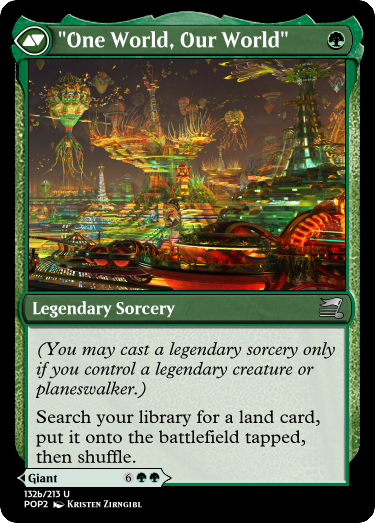 "One World, Our World"
Legendary Sorcery
(You may cast a legendary sorcery only
if you control a legendary creature or
planeswalker.)
Search your library for a land card,
put it onto the battlefield tapped,
then shuffle.
Giant 6
132b/213 U
POP2 Kristen Zirngibl